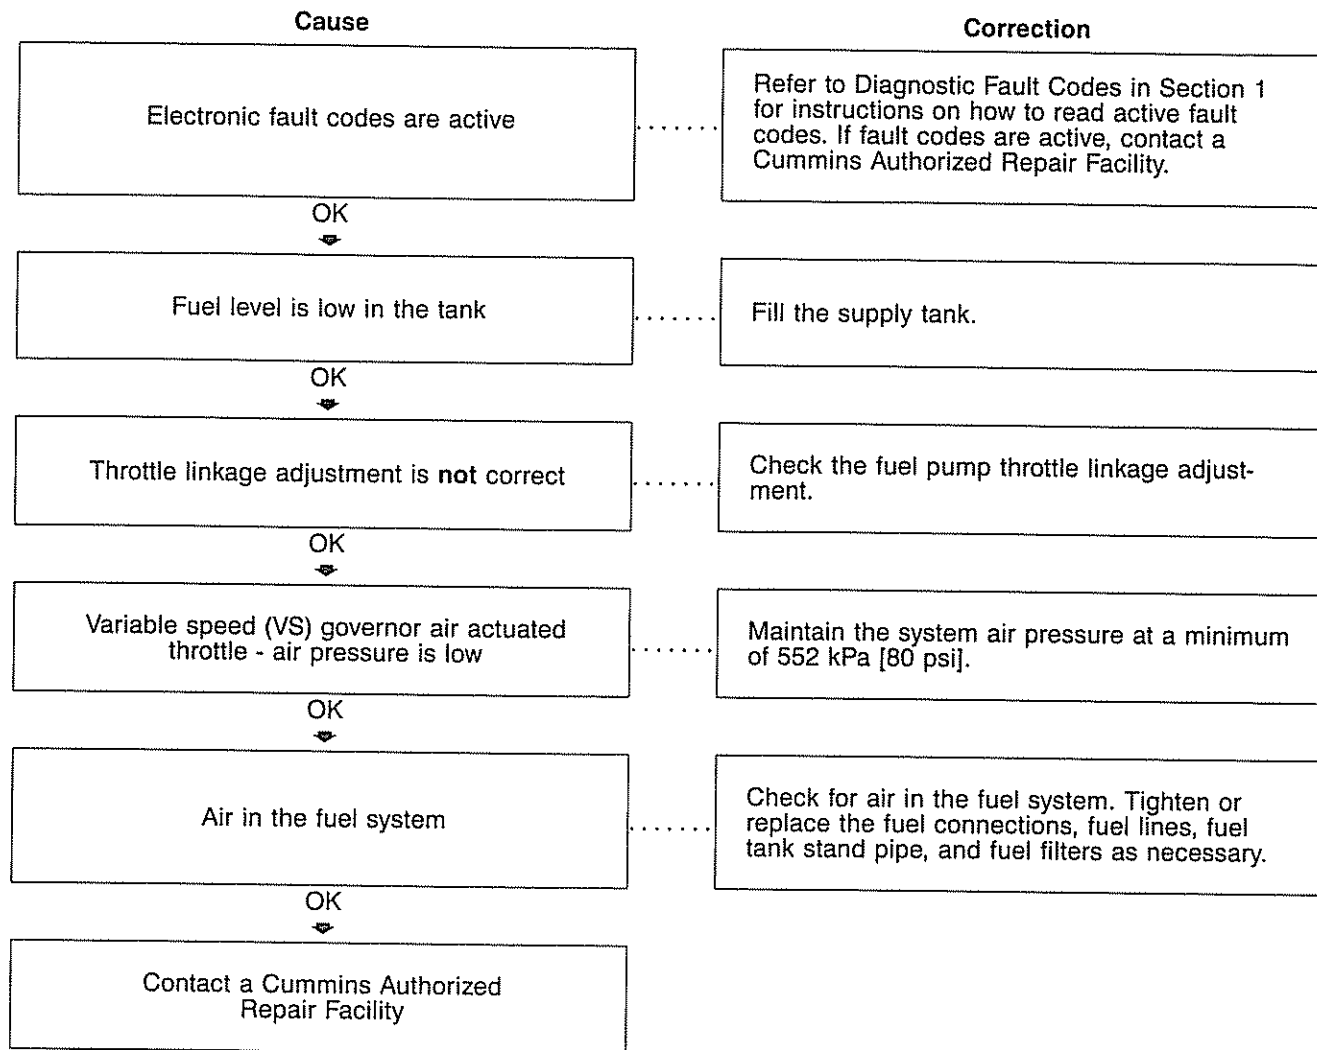 Cause
Correction
Electronic fault codes are active
Refer to Diagnostic Fault Codes in Section 1
for instructions on how to read active fault
codes. If fault codes are active, contact a
Cummins Authorized Repair Facility.
OK
Fuel level is low in the tank
Fill the supply tank.
OK
Throttle linkage adjustment is not correct
Check the fuel pump throttle linkage adjust-
ment.
OK
Variable speed (VS) governor air actuated
throttle - air pressure is low
Maintain the system air pressure at a minimum
of 552 kPa [80 psi].
OK
Air in the fuel system
Check for air in the fuel system. Tighten or
replace the fuel connections, fuel lines, fuel
tank stand pipe, and fuel filters as necessary.
OK
Contact a Cummins Authorized
Repair Facility